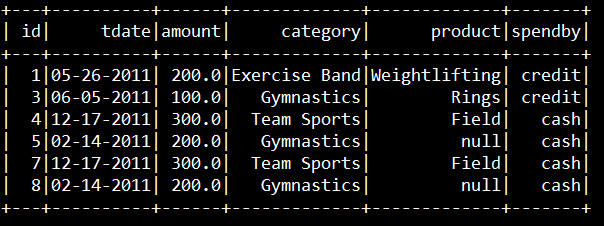 +---+----------+------+-------------+-------------+-------+
| id|     tdate|amount|     category|      product|spendby|
+---+----------+------+-------------+-------------+-------+
|  1|05-26-2011| 200.0|Exercise Band|Weightlifting| credit|
|  3|06-05-2011| 100.0|   Gymnastics|        Rings| credit|
|  4|12-17-2011| 300.0|  Team Sports|        Field|   cash|
|  5|02-14-2011| 200.0|   Gymnastics|         null|   cash|
|  7|12-17-2011| 300.0|  Team Sports|        Field|   cash|
|  8|02-14-2011| 200.0|   Gymnastics|         null|   cash|
+---+----------+------+-------------+-------------+-------+